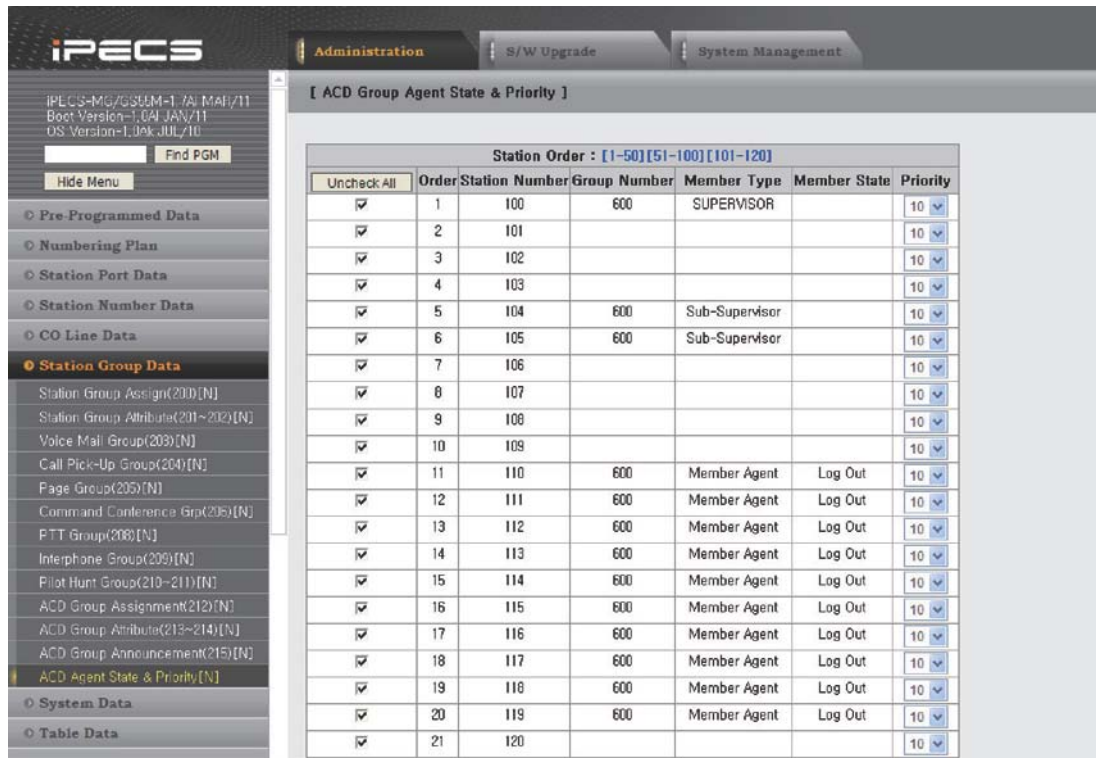 iPECS
Administration
S/W Upgrade
System Management
iPECS-MG/GS55M-1.7Al MAR/11
Boot Version-1.0Al JAN/11
OS Version-1.0Ak JUL/10
Find PGM
Hide Menu
© Pre-Programmed Data
© Numbering Plan
© Station Port Data
© Station Number Data
© CO Line Data
Station Group Data
Station Group Assign(200)[N]
Station Group Attribute(201~202)[N]
Voice Mail Group(203)[N]
Call Pick-Up Group(204)[N]
Page Group(205)[N]
Command Conference Grp(206)[N]
PTT Group(208)[N]
Interphone Group(209)[N]
Pilot Hunt Group(210~211)[N]
ACD Group Assignment(212)[N]
ACD Group Attribute(213~214)[N]
ACD Group Announcement(215)[N]
ACD Agent State & Priority[N]
© System Data
© Table Data
[ ACD Group Agent State & Priority ]
Station Order : [1-50][51-100][101-120]
Uncheck All Order Station Number Group Number Member Type Member State Priority
1 100 600 SUPERVISOR 10
2 101 10
3 102 10
4 103 10
5 104 600 Sub-Supervisor 10
6 105 600 Sub-Supervisor 10
7 106 10
8 107 10
9 108 10
10 109 10
11 110 600 Member Agent Log Out 10
12 111 600 Member Agent Log Out 10
13 112 600 Member Agent Log Out 10
14 113 600 Member Agent Log Out 10
15 114 600 Member Agent Log Out 10
16 115 600 Member Agent Log Out 10
17 116 600 Member Agent Log Out 10
18 117 600 Member Agent Log Out 10
19 118 600 Member Agent Log Out 10
20 119 600 Member Agent Log Out 10
21 120 10